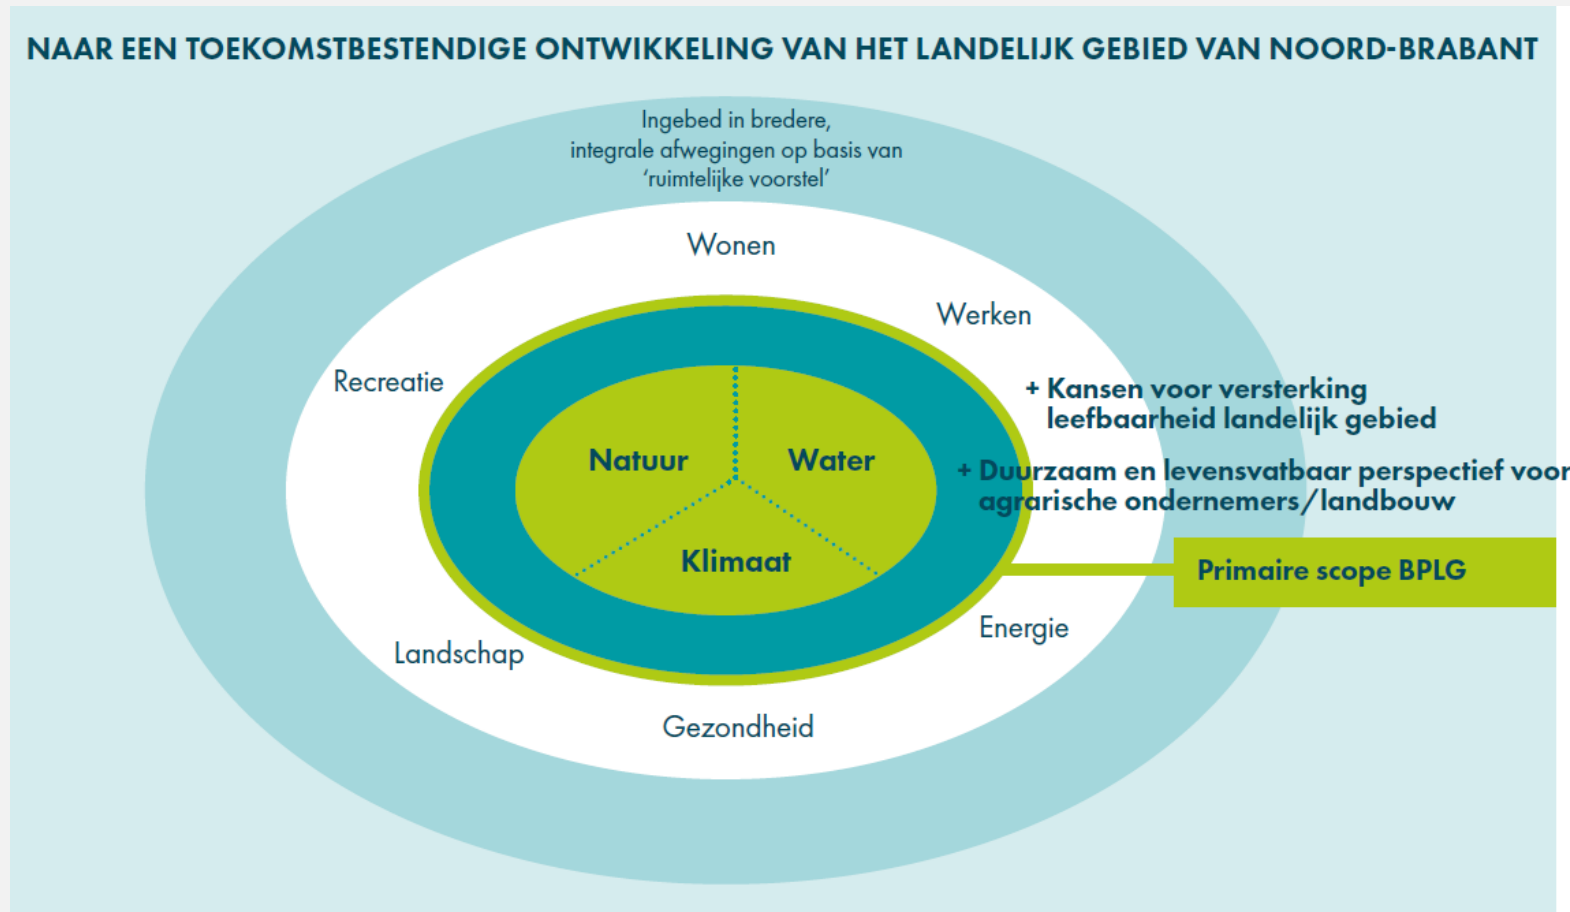 NAAR EEN TOEKOMSTBESTENDIGE ONTWIKKELING VAN HET LANDELIJK GEBIED VAN NOORD-BRABANT
Ingebed in bredere,
integrale afwegingen op basis van
‘ruimtelijke voorstel’
Wonen
Werken
Recreatie
+ Kansen voor versterking
leefbaarheid landelijk gebied
Natuur
Water
+ Duurzaam en levensvatbaar perspectief voor
agrarische ondernemers/landbouw
Klimaat
Primaire scope BPLG
Energie
Landschap
Gezondheid